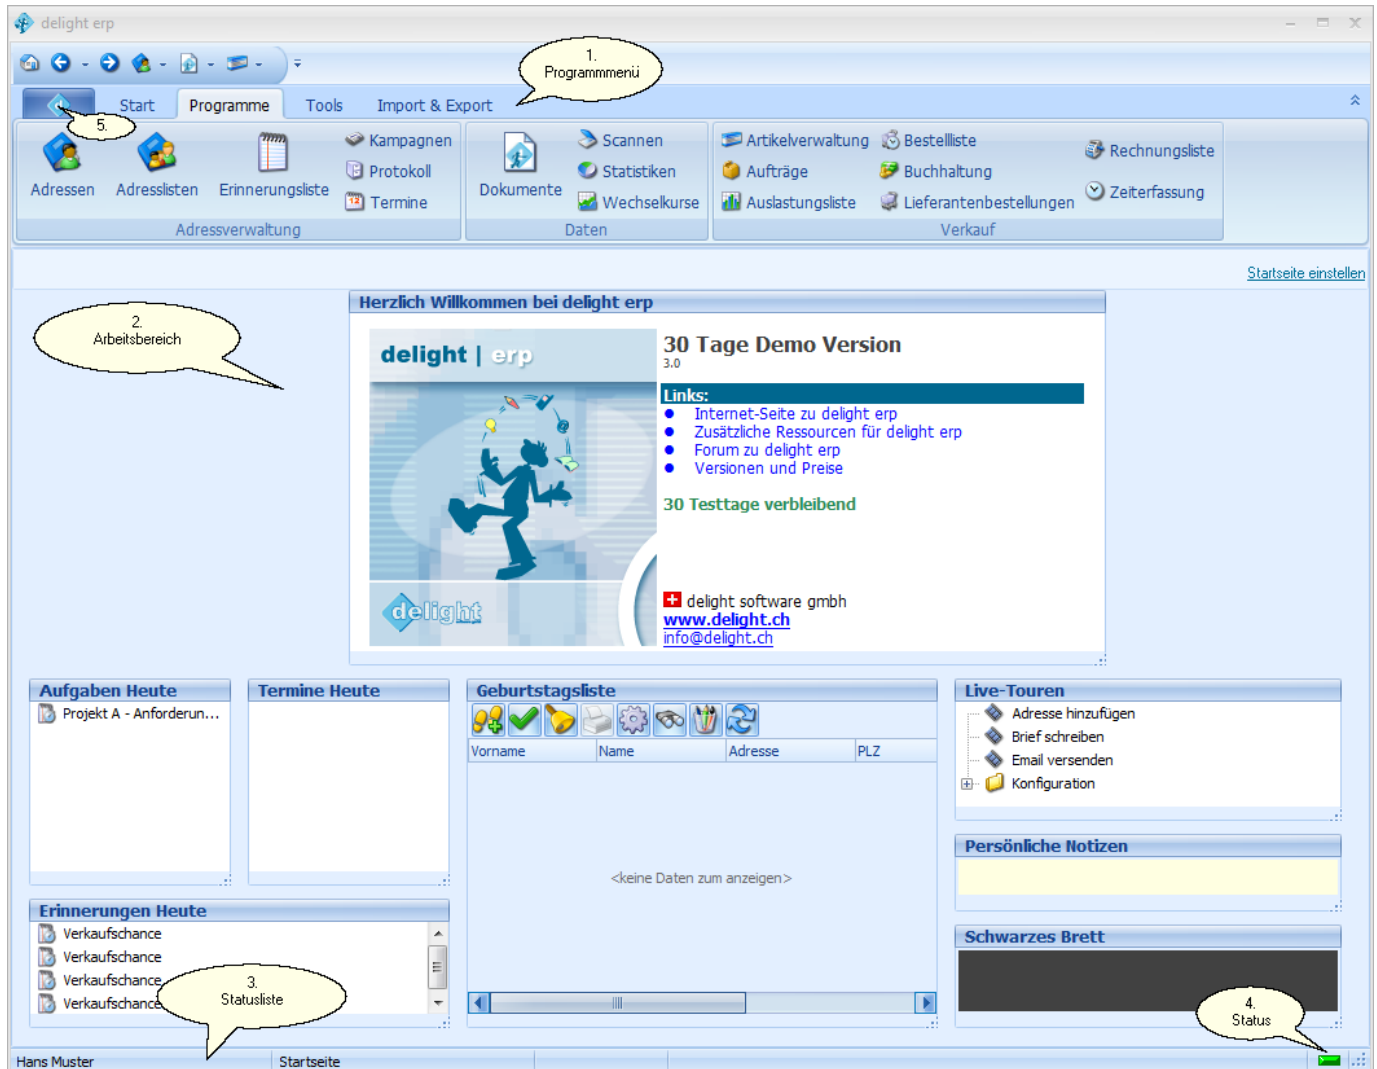 delight erp
1.
Programmmenü
Start
Programme
Tools
Import & Export
5.
Adressen
Adresslisten
Erinnerungsliste
Kampagnen
Protokoll
Termine
Adressverwaltung
Dokumente
Scannen
Statistiken
Wechselkurse
Daten
Artikelverwaltung
Aufträge
Auslastungsliste
Bestellliste
Buchhaltung
Lieferantenbestellungen
Rechnungsliste
Zeiterfassung
Verkauf
Startseite einstellen
2.
Arbeitsbereich
Herzlich Willkommen bei delight erp
delight | erp
delight
30 Tage Demo Version
3.0
Links:
Internet-Seite zu delight erp
Zusätzliche Ressourcen für delight erp
Forum zu delight erp
Versionen und Preise
30 Testtage verbleibend
delight software gmbh
www.delight.ch
info@delight.ch
Aufgaben Heute
Projekt A - Anforderun...
Termine Heute
Geburtstagsliste
Vorname Name Adresse PLZ
<keine Daten zum anzeigen>
Live-Touren
Adresse hinzufügen
Brief schreiben
Email versenden
Konfiguration
Persönliche Notizen
Schwarzes Brett
Erinnerungen Heute
Verkaufschance
Verkaufschance
Verkaufschance
Verkaufschance
3.
Statusliste
4.
Status
Hans Muster
Startseite